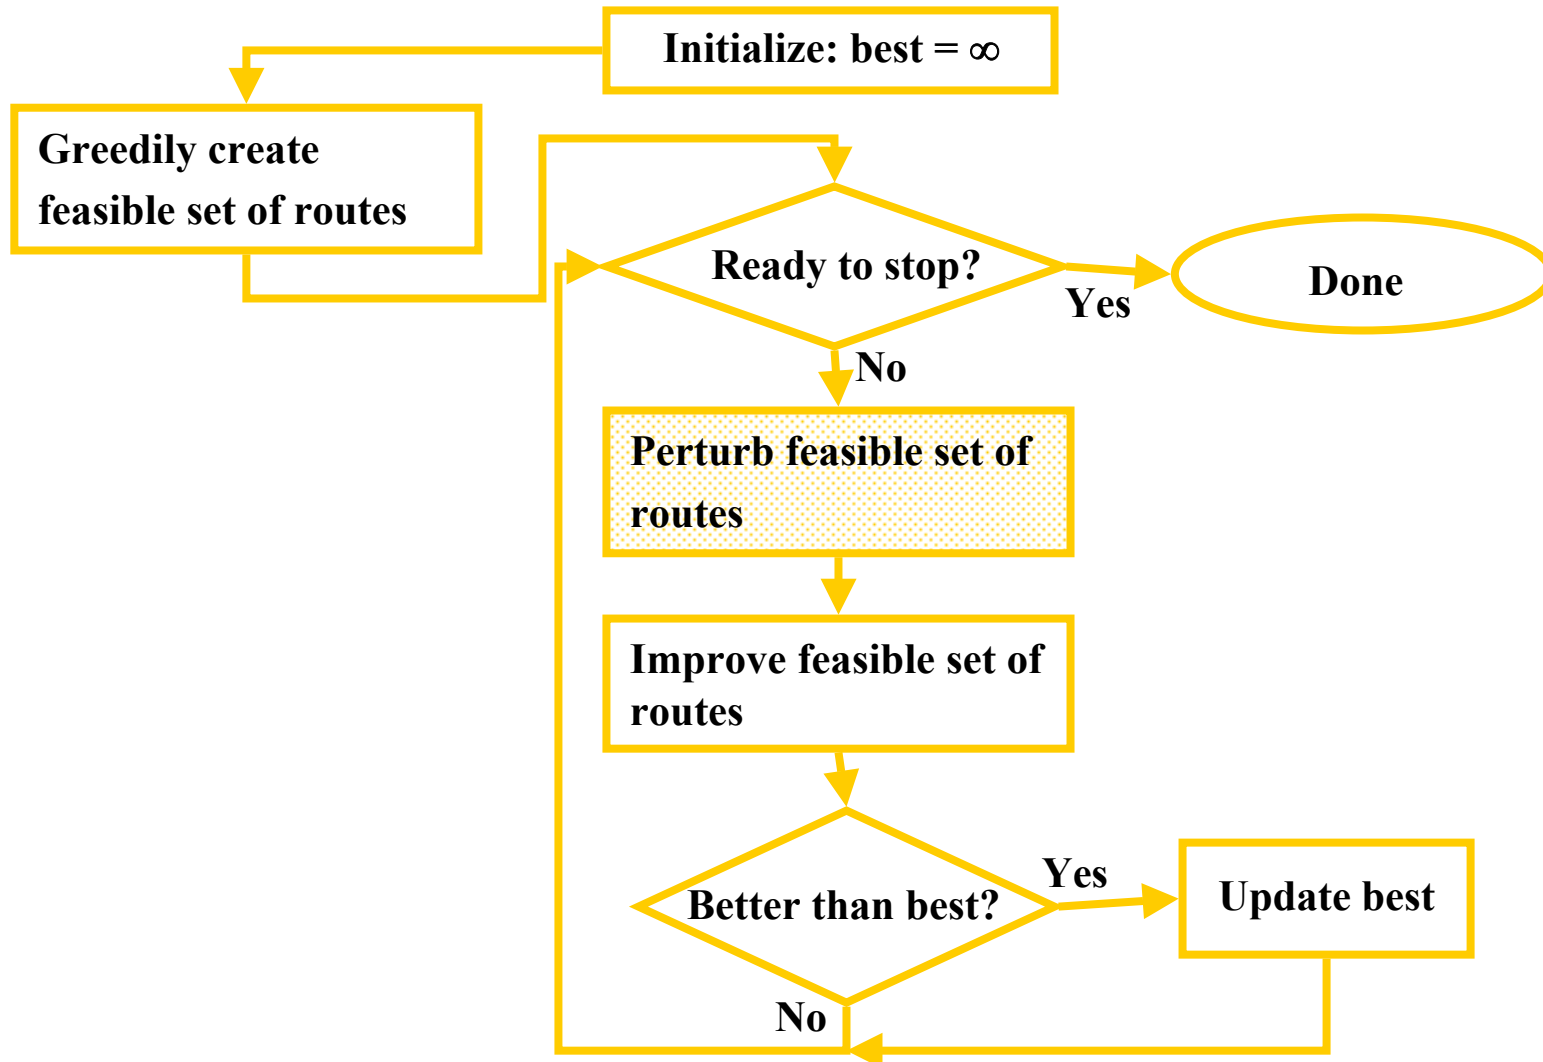 Initialize: best = ∞
Greedily create
feasible set of routes
Ready to stop?
Yes
Done
No
Perturb feasible set of
routes
Improve feasible set of
routes
Better than best?
Yes
Update best
No